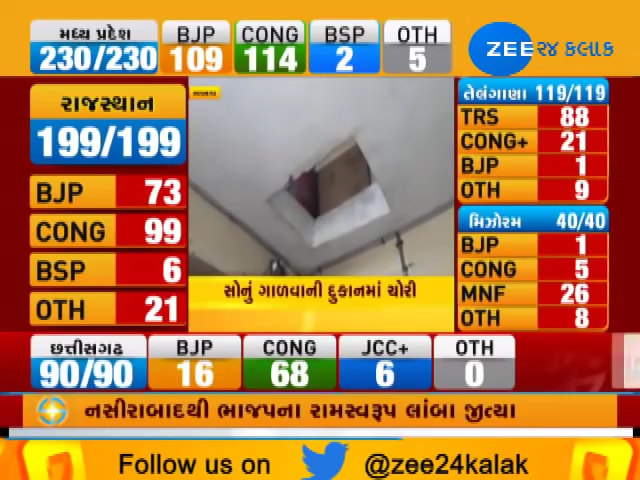 મધ્ય પ્રદેશ BJP CONG BSP OTH
230/230 109 114 2 5
ZEE ૨૪ કલાક
રાજસ્થાન
199/199
BJP 73
CONG 99
BSP 6
OTH 21
સોનું ગાળવાની દુકાનમાં ચોરી
તેલંગાણા 119/119
TRS 88
CONG+ 21
BJP 1
OTH 9
મિઝોરમ 40/40
BJP 1
CONG 5
MNF 26
OTH 8
છત્તીસગઢ BJP CONG JCC+ OTH
90/90 16 68 6 0
નસીરાબાદથી ભાજપના રામસ્વરૂપ લાંબા જીત્યા
Follow us on @zee24kalak